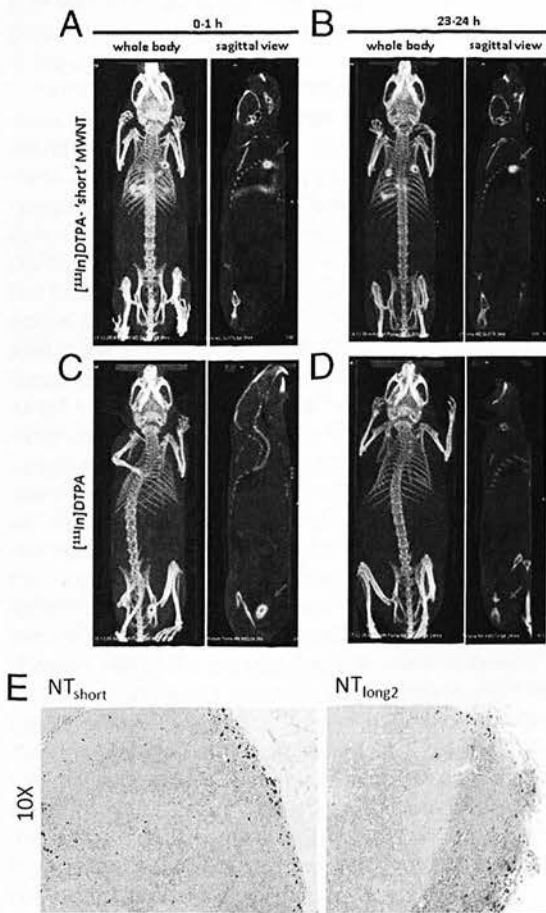 A 0-1 h
whole body sagittal view
B 23-24 h
whole body sagittal view
[¹¹¹In]DTPA- 'short' MWNT
C
D
[¹¹¹In]DTPA
E NTshort NTlong2
10X